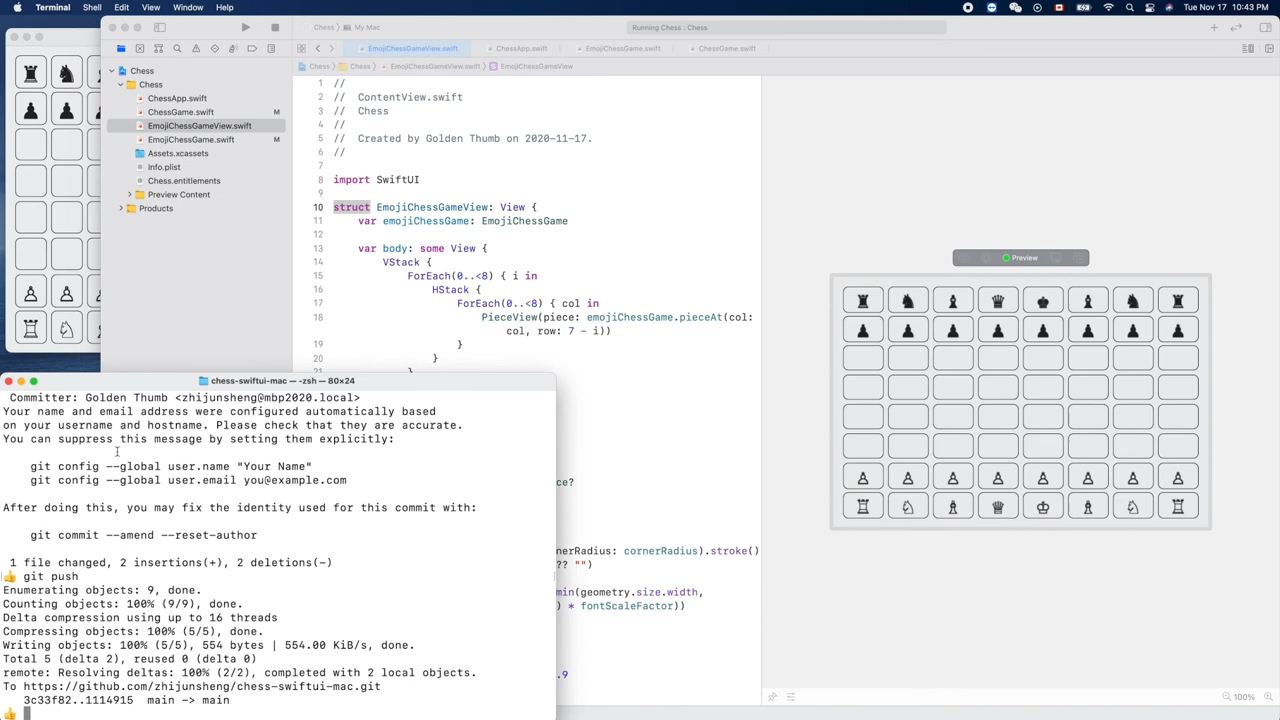 Terminal Shell Edit View Window Help
Tue Nov 17 10:43 PM
Chess My Mac
Running Chess : Chess
EmojiChessGameView.swift
ChessApp.swift
EmojiChessGame.swift
ChessGame.swift
Chess Chess EmojiChessGameView.swift EmojiChessGameView
Chess
Chess
ChessApp.swift
ChessGame.swift M
EmojiChessGameView.swift
EmojiChessGame.swift M
Assets.xcassets
Info.plist
Chess.entitlements
Preview Content
Products
1 //
2 // ContentView.swift
3 // Chess
4 //
5 // Created by Golden Thumb on 2020-11-17.
6 //
7
8 import SwiftUI
9
10 struct EmojiChessGameView: View {
11 var emojiChessGame: EmojiChessGame
12
13 var body: some View {
14 VStack {
15 ForEach(0..<8) { i in
16 HStack {
17 ForEach(0..<8) { col in
18 PieceView(piece: emojiChessGame.pieceAt(col:
col, row: 7 - i))
19 }
20 }
21 }
ce?
nerRadius: cornerRadius).stroke()
?? "")
min(geometry.size.width,
) * fontScaleFactor))
.9
Preview
100%
chess-swiftui-mac — -zsh — 80×24
Committer: Golden Thumb <zhijunsheng@mbp2020.local>
Your name and email address were configured automatically based
on your username and hostname. Please check that they are accurate.
You can suppress this message by setting them explicitly:
git config --global user.name "Your Name"
git config --global user.email you@example.com
After doing this, you may fix the identity used for this commit with:
git commit --amend --reset-author
1 file changed, 2 insertions(+), 2 deletions(-)
👍 git push
Enumerating objects: 9, done.
Counting objects: 100% (9/9), done.
Delta compression using up to 16 threads
Compressing objects: 100% (5/5), done.
Writing objects: 100% (5/5), 554 bytes | 554.00 KiB/s, done.
Total 5 (delta 2), reused 0 (delta 0)
remote: Resolving deltas: 100% (2/2), completed with 2 local objects.
To https://github.com/zhijunsheng/chess-swiftui-mac.git
3c33f82..1114915 main -> main
👍